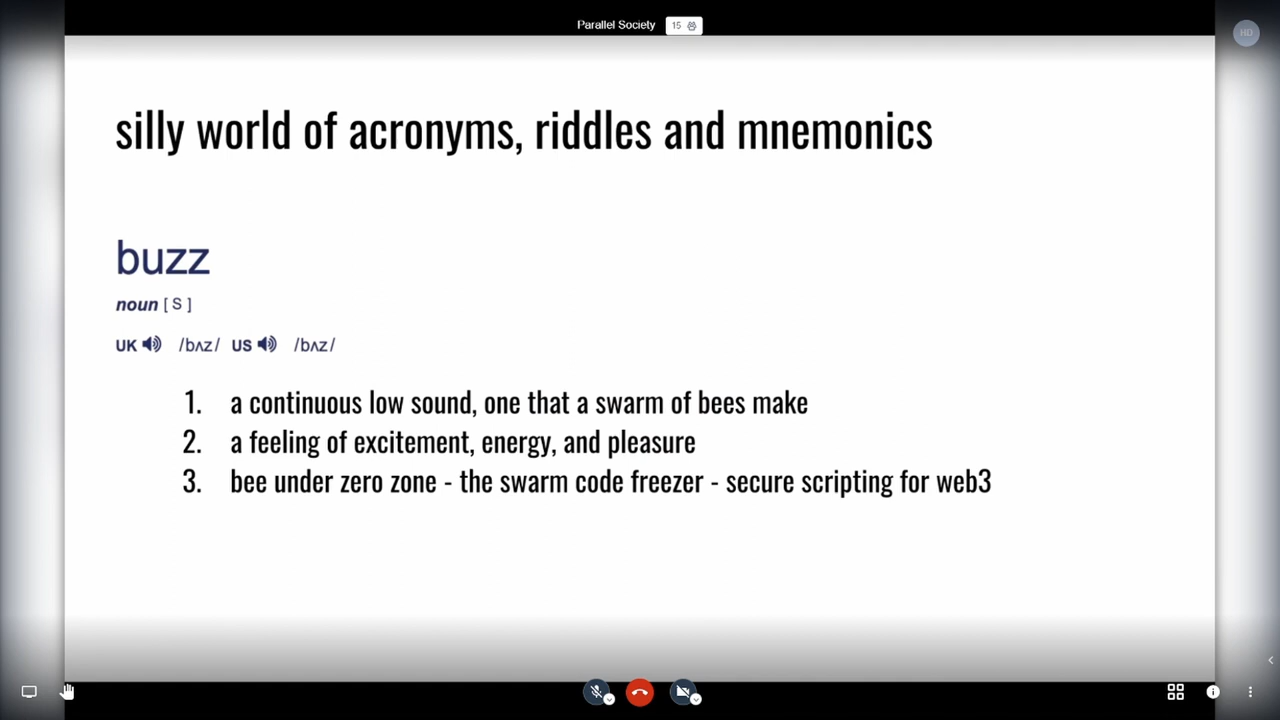 Parallel Society 15
HD
silly world of acronyms, riddles and mnemonics
buzz
noun [ S ]
UK /bʌz/ US /bʌz/
1. a continuous low sound, one that a swarm of bees make
2. a feeling of excitement, energy, and pleasure
3. bee under zero zone - the swarm code freezer - secure scripting for web3